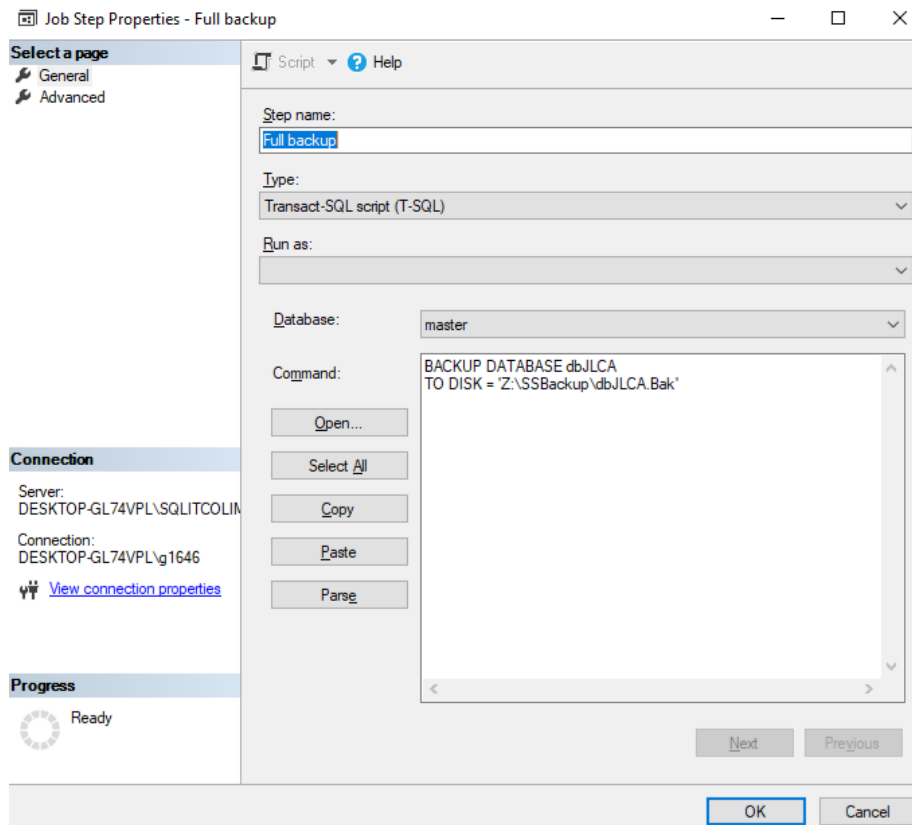 Job Step Properties - Full backup
Select a page
General
Advanced
Script
Help
Step name:
Full backup
Type:
Transact-SQL script (T-SQL)
Run as:
Database:
master
Command:
BACKUP DATABASE dbJLCA
TO DISK = 'Z:\SSBackup\dbJLCA.Bak'
Open...
Select All
Copy
Paste
Parse
Connection
Server:
DESKTOP-GL74VPL\SQLITCOLIM
Connection:
DESKTOP-GL74VPL\g1646
View connection properties
Progress
Ready
Next
Previous
OK
Cancel